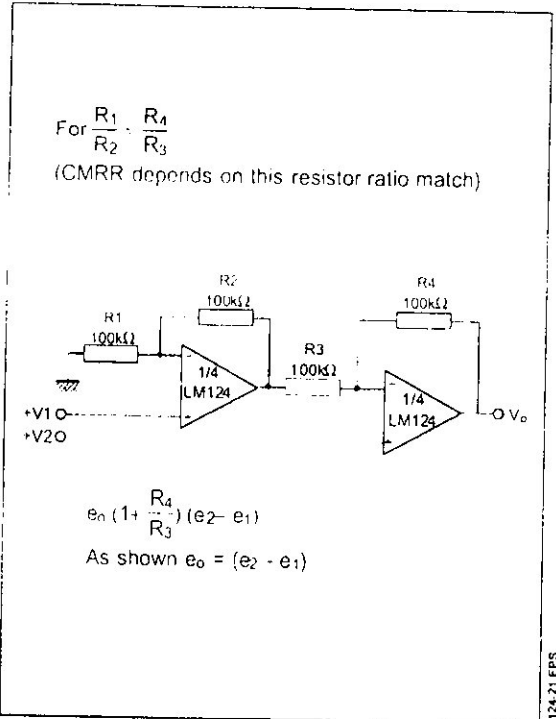 For R1/R2 · R4/R3
(CMRR depends on this resistor ratio match)
R2
100kΩ
R4
100kΩ
R1
100kΩ
R3
100kΩ
1/4
LM124
1/4
LM124
+V1
+V2
Vo
eo (1+ R4/R3) (e2 - e1)
As shown eo = (e2 - e1)
124-21.EPS